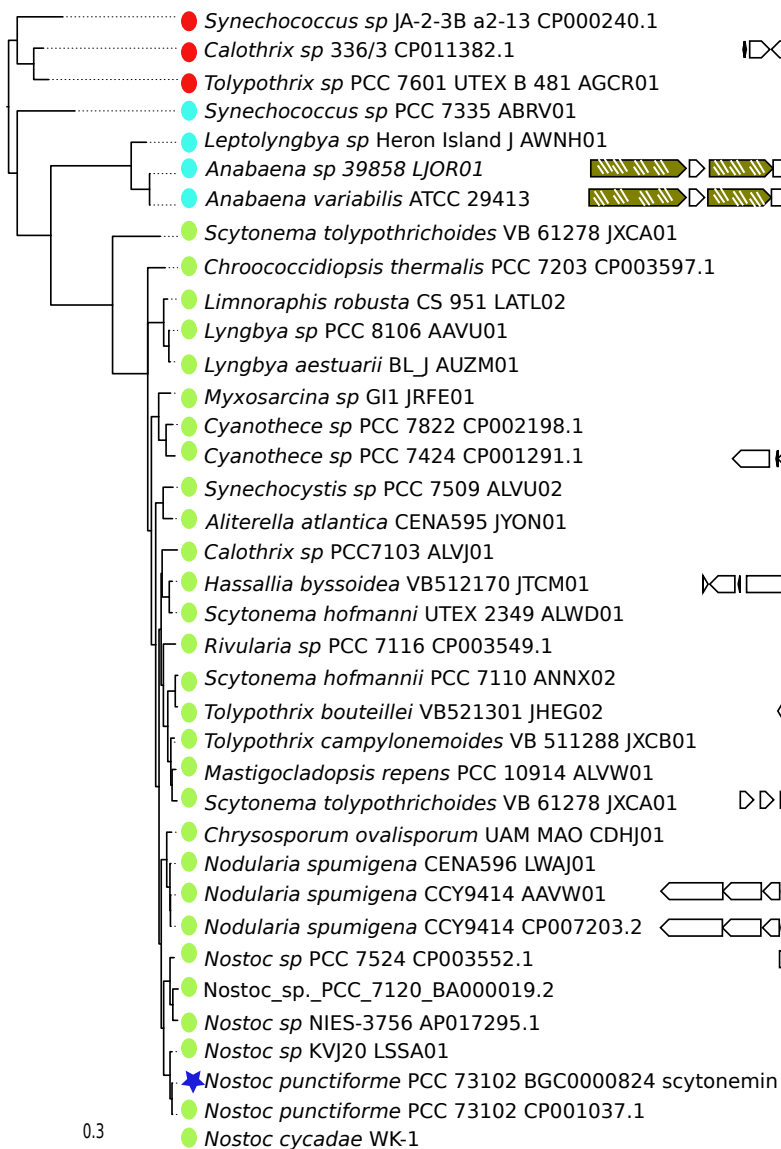 Synechococcus sp JA-2-3B a2-13 CP000240.1
Calothrix sp 336/3 CP011382.1
Tolypothrix sp PCC 7601 UTEX B 481 AGCR01
Synechococcus sp PCC 7335 ABRV01
Leptolyngbya sp Heron Island J AWNH01
Anabaena sp 39858 LJOR01
Anabaena variabilis ATCC 29413
Scytonema tolypothrichoides VB 61278 JXCA01
Chroococcidiopsis thermalis PCC 7203 CP003597.1
Limnoraphis robusta CS 951 LATL02
Lyngbya sp PCC 8106 AAVU01
Lyngbya aestuarii BL_J AUZM01
Myxosarcina sp GI1 JRFE01
Cyanothece sp PCC 7822 CP002198.1
Cyanothece sp PCC 7424 CP001291.1
Synechocystis sp PCC 7509 ALVU02
Aliterella atlantica CENA595 JYON01
Calothrix sp PCC7103 ALVJ01
Hassallia byssoidea VB512170 JTCM01
Scytonema hofmanni UTEX 2349 ALWD01
Rivularia sp PCC 7116 CP003549.1
Scytonema hofmannii PCC 7110 ANNX02
Tolypothrix bouteillei VB521301 JHEG02
Tolypothrix campylonemoides VB 511288 JXCB01
Mastigocladopsis repens PCC 10914 ALVW01
Scytonema tolypothrichoides VB 61278 JXCA01
Chrysosporum ovalisporum UAM MAO CDHJ01
Nodularia spumigena CENA596 LWAJ01
Nodularia spumigena CCY9414 AAVW01
Nodularia spumigena CCY9414 CP007203.2
Nostoc sp PCC 7524 CP003552.1
Nostoc_sp._PCC_7120_BA000019.2
Nostoc sp NIES-3756 AP017295.1
Nostoc sp KVJ20 LSSA01
Nostoc punctiforme PCC 73102 BGC0000824 scytonemin
Nostoc punctiforme PCC 73102 CP001037.1
0.3
Nostoc cycadae WK-1